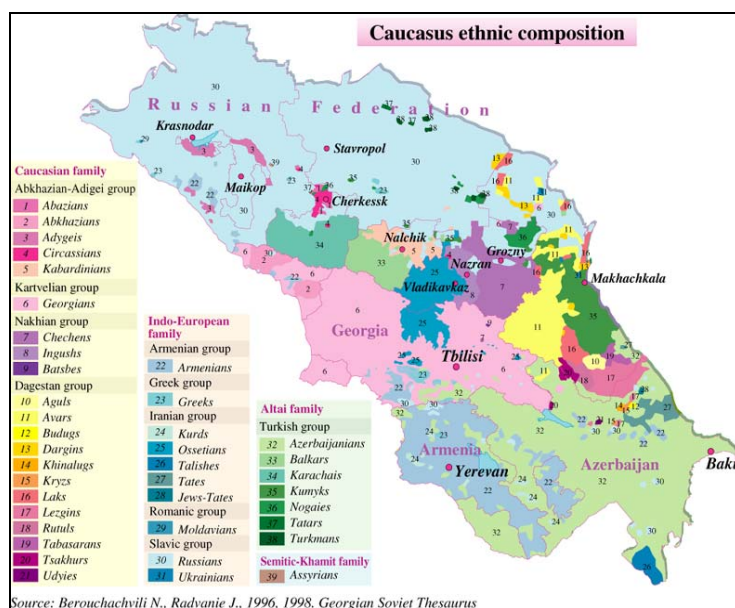 Caucasus ethnic composition
Russian Federation
Krasnodar
Stavropol
Maikop
Cherkessk
Nalchik
Nazran
Grozny
Vladikavkaz
Makhachkala
Georgia
Tbilisi
Armenia
Yerevan
Azerbaijan
Baku
Caucasian family
Abkhazian-Adigei group
1 Abazians
2 Abkhazians
3 Adygeis
4 Circassians
5 Kabardinians
Kartvelian group
6 Georgians
Nakhian group
7 Chechens
8 Ingushs
9 Batsbes
Dagestan group
10 Aguls
11 Avars
12 Budugs
13 Dargins
14 Khinalugs
15 Kryzs
16 Laks
17 Lezgins
18 Rutuls
19 Tabasarans
20 Tsakhurs
21 Udyies
Indo-European
family
Armenian group
22 Armenians
Greek group
23 Greeks
Iranian group
24 Kurds
25 Ossetians
26 Talishes
27 Tates
28 Jews-Tates
Romanic group
29 Moldavians
Slavic group
30 Russians
31 Ukrainians
Altai family
Turkish group
32 Azerbaijanians
33 Balkars
34 Karachais
35 Kumyks
36 Nogaies
37 Tatars
38 Turkmans
Semitic-Khamit family
39 Assyrians
Source: Berouchachvili N., Radvanie J., 1996, 1998, Georgian Soviet Thesaurus